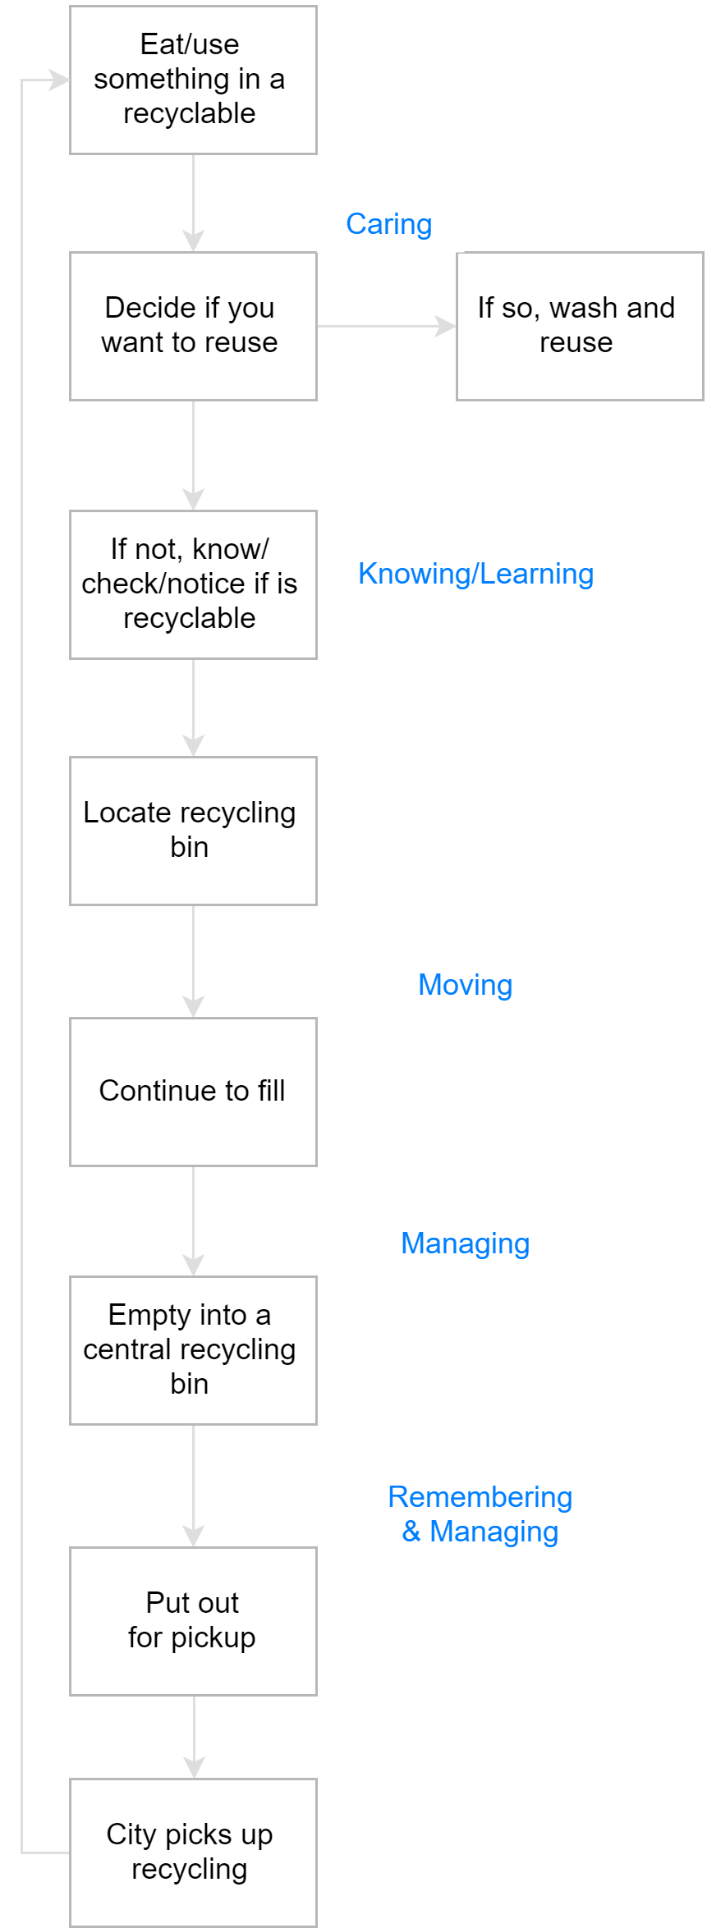 Eat/use
something in a
recyclable
Caring
Decide if you
want to reuse
If so, wash and
reuse
If not, know/
check/notice if is
recyclable
Knowing/Learning
Locate recycling
bin
Moving
Continue to fill
Managing
Empty into a
central recycling
bin
Remembering
& Managing
Put out
for pickup
City picks up
recycling